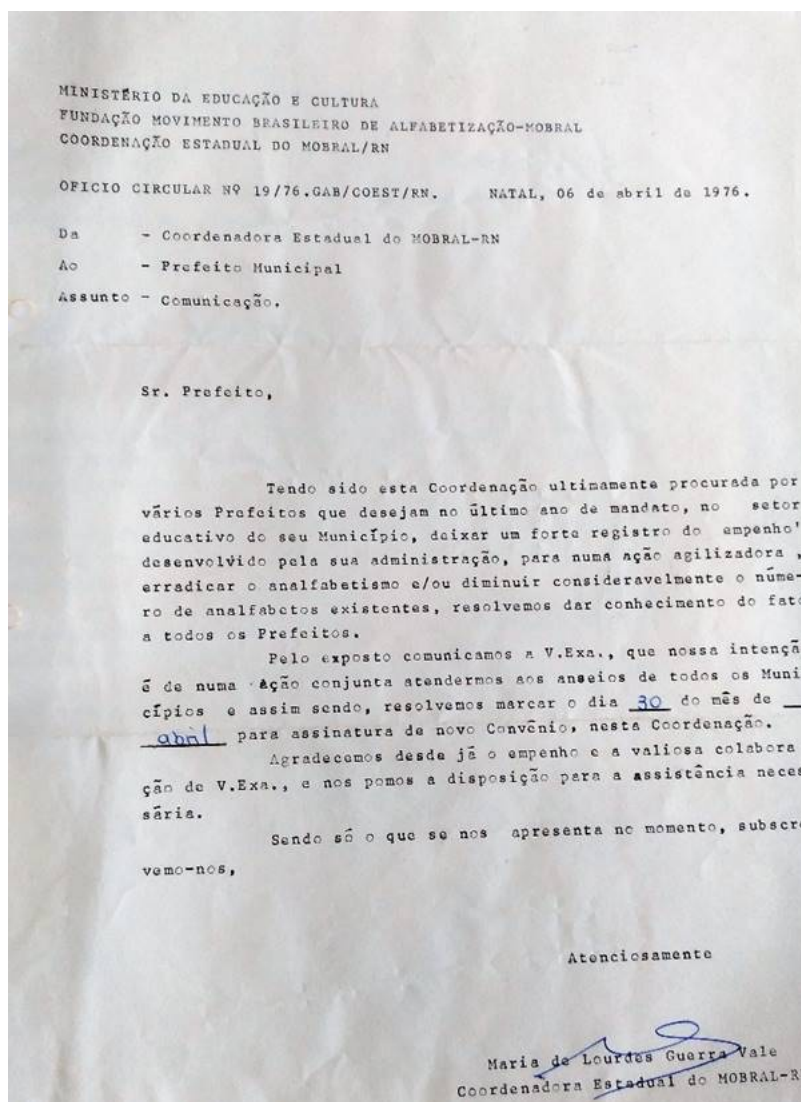 MINISTÉRIO DA EDUCAÇÃO E CULTURA
FUNDAÇÃO MOVIMENTO BRASILEIRO DE ALFABETIZAÇÃO-MOBRAL
COORDENAÇÃO ESTADUAL DO MOBRAL/RN
OFICIO CIRCULAR Nº 19/76.GAB/COEST/RN. NATAL, 06 de abril de 1976.
Da - Coordenadora Estadual do MOBRAL-RN
Ao - Prefeito Municipal
Assunto - Comunicação.
Sr. Prefeito,
Tendo sido esta Coordenação ultimamente procurada por
vários Prefeitos que desejam no último ano de mandato, no setor
educativo do seu Município, deixar um forte registro do empenho'
desenvolvido pela sua administração, para numa ação agilizadora ,
erradicar o analfabetismo e/ou diminuir consideravelmente o núme-
ro de analfabetos existentes, resolvemos dar conhecimento do fato
a todos os Prefeitos.
Pelo exposto comunicamos a V.Exa., que nossa intençã
é de numa Ação conjunta atendermos aos anseios de todos os Muni
cípios e assim sendo, resolvemos marcar o dia 30 do mês de
abril para assinatura de novo Convênio, nesta Coordenação.
Agradecemos desde já o empenho e a valiosa colabora
ção de V.Exa., e nos pomos a disposição para a assistência neces
sária.
Sendo só o que se nos apresenta no momento, subscre
vemo-nos,
Atenciosamente
Maria de Lourdes Guerra Vale
Coordenadora Estadual do MOBRAL-R